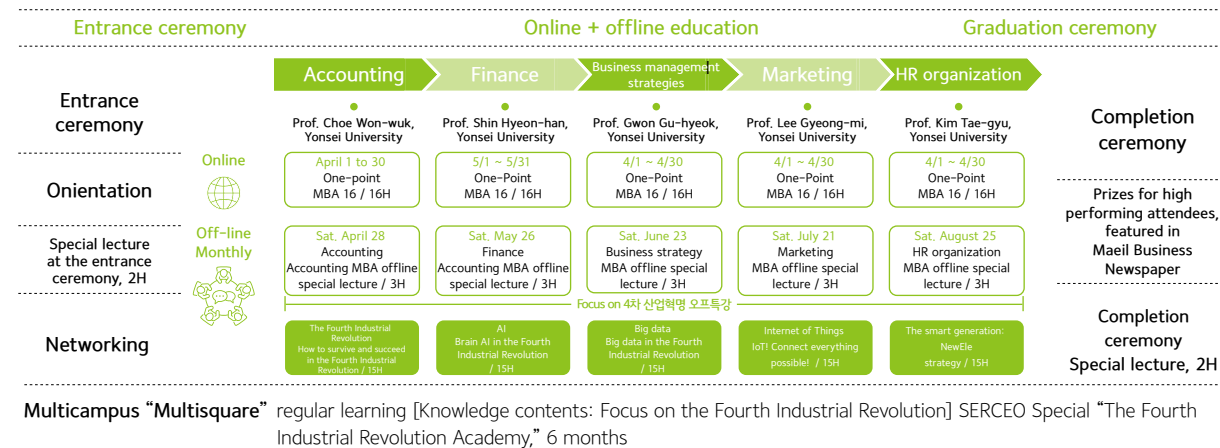 Entrance ceremony
Online + offline education
Graduation ceremony
Accounting
Finance
Business management
strategies
Marketing
HR organization
Entrance
ceremony
Prof. Choe Won-wuk,
Yonsei University
Prof. Shin Hyeon-han,
Yonsei University
Prof. Gwon Gu-hyeok,
Yonsei University
Prof. Lee Gyeong-mi,
Yonsei University
Prof. Kim Tae-gyu,
Yonsei University
Completion
ceremony
Onientation
Online
April 1 to 30
One-point
MBA 16 / 16H
5/1 ~ 5/31
One-Point
MBA 16 / 16H
4/1 ~ 4/30
One-Point
MBA 16 / 16H
4/1 ~ 4/30
One-Point
MBA 16 / 16H
4/1 ~ 4/30
One-Point
MBA 16 / 16H
Prizes for high
performing attendees,
featured in
Maeil Business
Newspaper
Special lecture
at the entrance
ceremony, 2H
Off-line
Monthly
Sat, April 28
Accounting
Accounting MBA offline
special lecture / 3H
Sat, May 26
Finance
Accounting MBA offline
special lecture / 3H
Sat, June 23
Business strategy
MBA offline special
lecture / 3H
Sat, July 21
Marketing
MBA offline special
lecture / 3H
Sat, August 25
HR organization
MBA offline special
lecture / 3H
Focus on 4차 산업혁명 오프특강
Networking
The Fourth Industrial
Revolution
How to survive and succeed
in the Fourth Industrial
Revolution / 15H
AI
Brain AI in the Fourth
Industrial Revolution
/ 15H
Big data
Big data in the Fourth
Industrial Revolution
/ 15H
Internet of Things
IoT! Connect everything
possible! / 15H
The smart generation:
NewEle
strategy / 15H
Completion
ceremony
Special lecture, 2H
Multicampus “Multisquare” regular learning [Knowledge contents: Focus on the Fourth Industrial Revolution] SERCEO Special “The Fourth
Industrial Revolution Academy,” 6 months